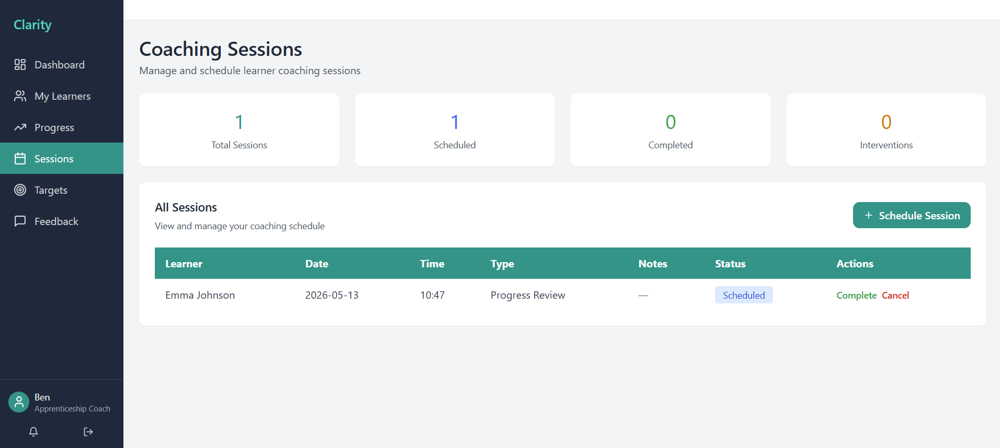 Clarity
Dashboard
My Learners
Progress
Sessions
Targets
Feedback
Ben
Apprenticeship Coach
Coaching Sessions
Manage and schedule learner coaching sessions
1
Total Sessions
1
Scheduled
0
Completed
0
Interventions
All Sessions
View and manage your coaching schedule
+ Schedule Session
Learner Date Time Type Notes Status Actions
Emma Johnson 2026-05-13 10:47 Progress Review — Scheduled Complete Cancel